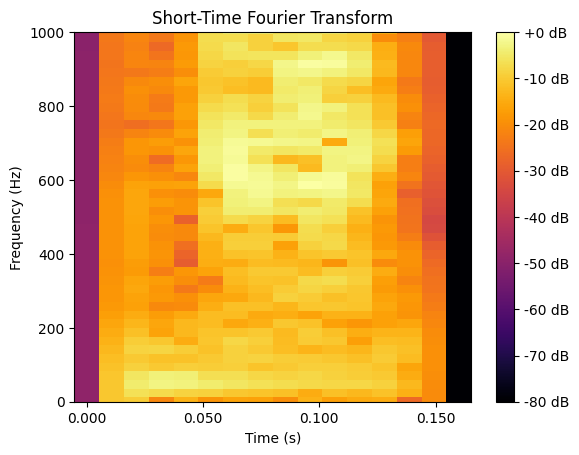 Short-Time Fourier Transform
1000
800
600
400
200
0
Frequency (Hz)
0.000
0.050
0.100
0.150
Time (s)
+0 dB
-10 dB
-20 dB
-30 dB
-40 dB
-50 dB
-60 dB
-70 dB
-80 dB